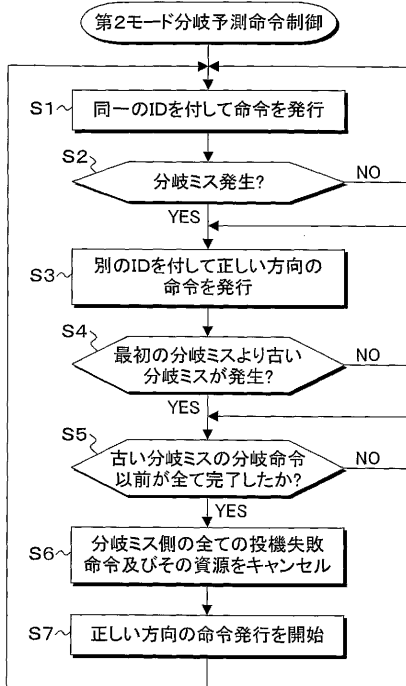 第2モード分岐予測命令制御
S1
同一のIDを付して命令を発行
S2
分岐ミス発生?
NO
YES
S3
別のIDを付して正しい方向の
命令を発行
S4
最初の分岐ミスより古い
分岐ミスが発生?
NO
YES
S5
古い分岐ミスの分岐命令
以前が全て完了したか?
NO
YES
S6
分岐ミス側の全ての投機失敗
命令及びその資源をキャンセル
S7
正しい方向の命令発行を開始